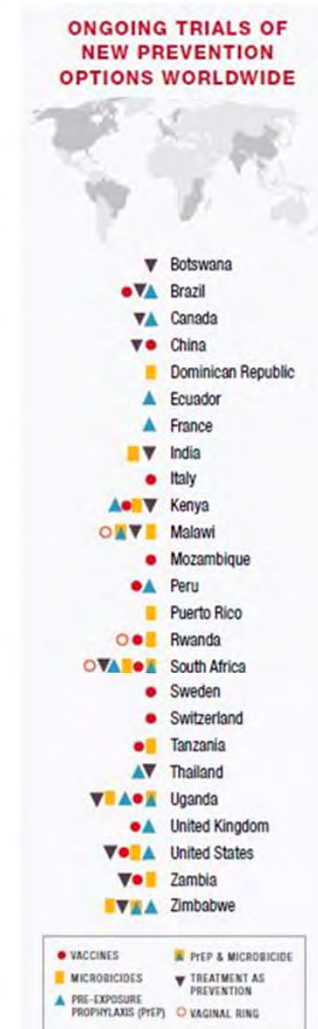 ONGOING TRIALS OF
NEW PREVENTION
OPTIONS WORLDWIDE
Botswana
Brazil
Canada
China
Dominican Republic
Ecuador
France
India
Italy
Kenya
Malawi
Mozambique
Peru
Puerto Rico
Rwanda
South Africa
Sweden
Switzerland
Tanzania
Thailand
Uganda
United Kingdom
United States
Zambia
Zimbabwe
VACCINES
MICROBICIDES
PRE-EXPOSURE
PROPHYLAXIS (PrEP)
PrEP & MICROBICIDE
TREATMENT AS
PREVENTION
VAGINAL RING